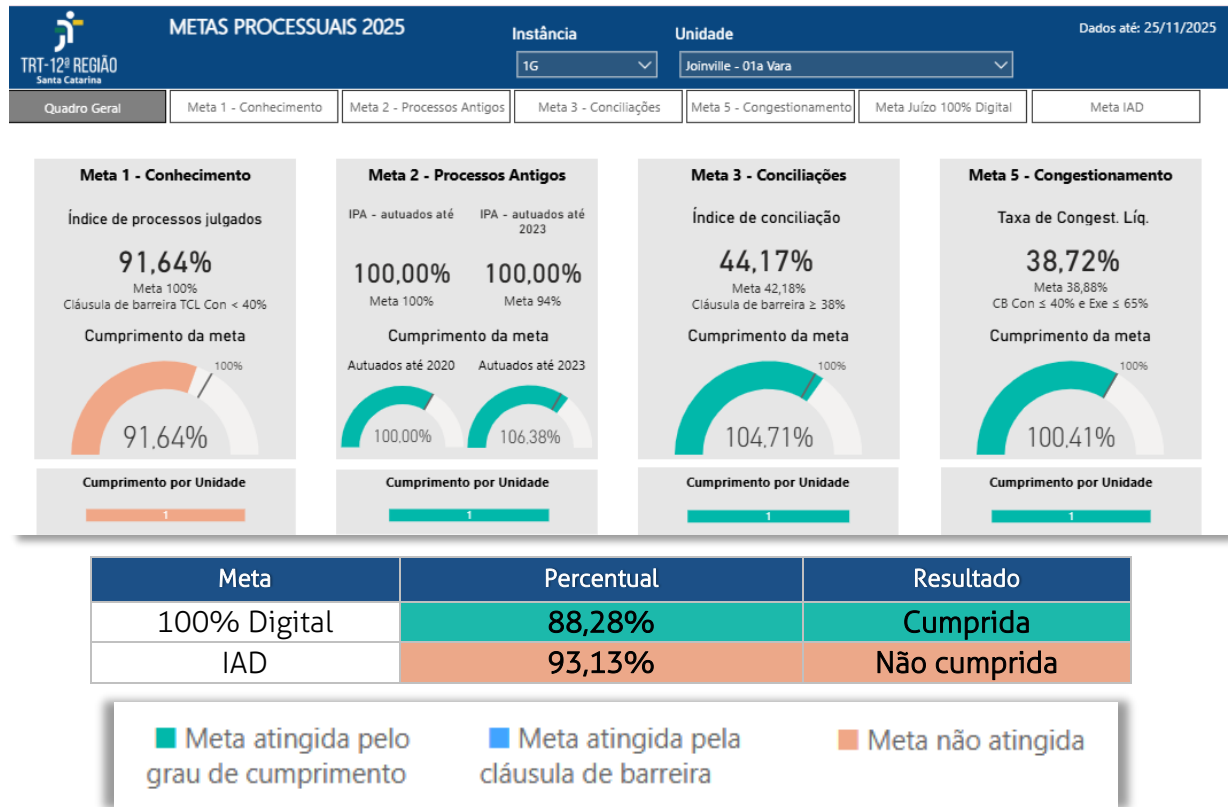 METAS PROCESSUAIS 2025
Instância
Unidade
Dados até: 25/11/2025
TRT-12ª REGIÃO
Santa Catarina
1G
Joinville - 01a Vara
Quadro Geral
Meta 1 - Conhecimento
Meta 2 - Processos Antigos
Meta 3 - Conciliações
Meta 5 - Congestionamento
Meta Juízo 100% Digital
Meta IAD
Meta 1 - Conhecimento
Índice de processos julgados
91,64%
Meta 100%
Cláusula de barreira TCL Con < 40%
Cumprimento da meta
100%
91,64%
Cumprimento por Unidade
1
Meta 2 - Processos Antigos
IPA - autuados até
IPA - autuados até
2023
100,00%
100,00%
Meta 100%
Meta 94%
Cumprimento da meta
Autuados até 2020
Autuados até 2023
100,00%
106,38%
Cumprimento por Unidade
1
Meta 3 - Conciliações
Índice de conciliação
44,17%
Meta 42,18%
Cláusula de barreira ≥ 38%
Cumprimento da meta
100%
104,71%
Cumprimento por Unidade
1
Meta 5 - Congestionamento
Taxa de Congest. Líq.
38,72%
Meta 38,88%
CB Con ≤ 40% e Exe ≤ 65%
Cumprimento da meta
100%
100,41%
Cumprimento por Unidade
1
Meta Percentual Resultado
100% Digital 88,28% Cumprida
IAD 93,13% Não cumprida
Meta atingida pelo
grau de cumprimento
Meta atingida pela
cláusula de barreira
Meta não atingida